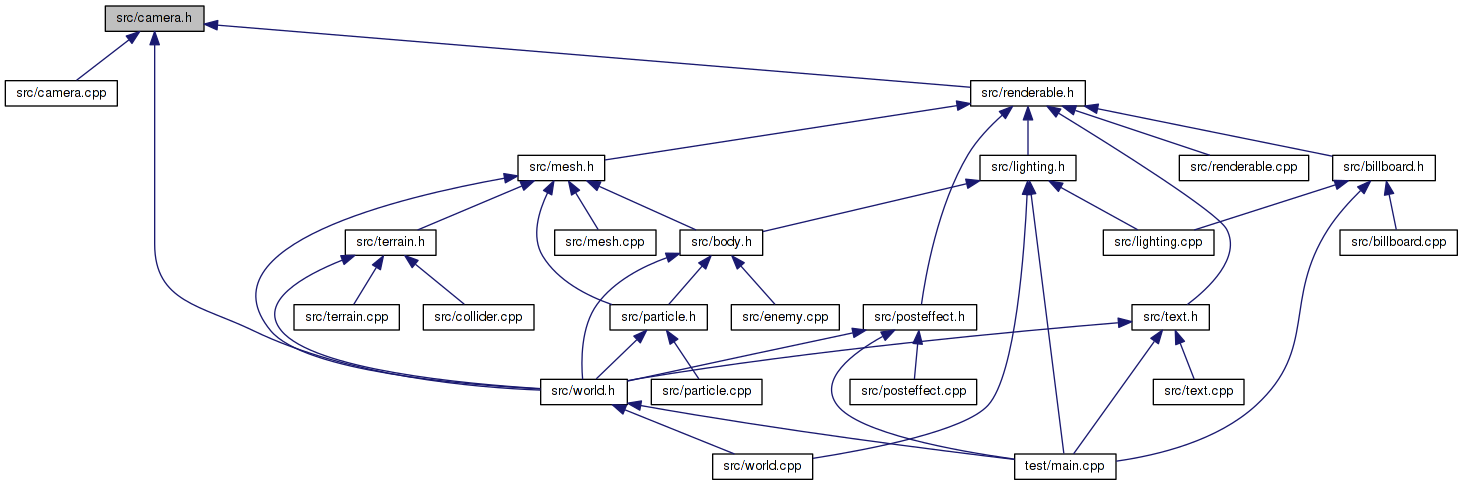 src/camera.h
src/camera.cpp
src/renderable.h
src/mesh.h
src/lighting.h
src/renderable.cpp
src/billboard.h
src/terrain.h
src/mesh.cpp
src/body.h
src/lighting.cpp
src/billboard.cpp
src/terrain.cpp
src/collider.cpp
src/particle.h
src/enemy.cpp
src/posteffect.h
src/text.h
src/world.h
src/particle.cpp
src/posteffect.cpp
src/text.cpp
src/world.cpp
test/main.cpp